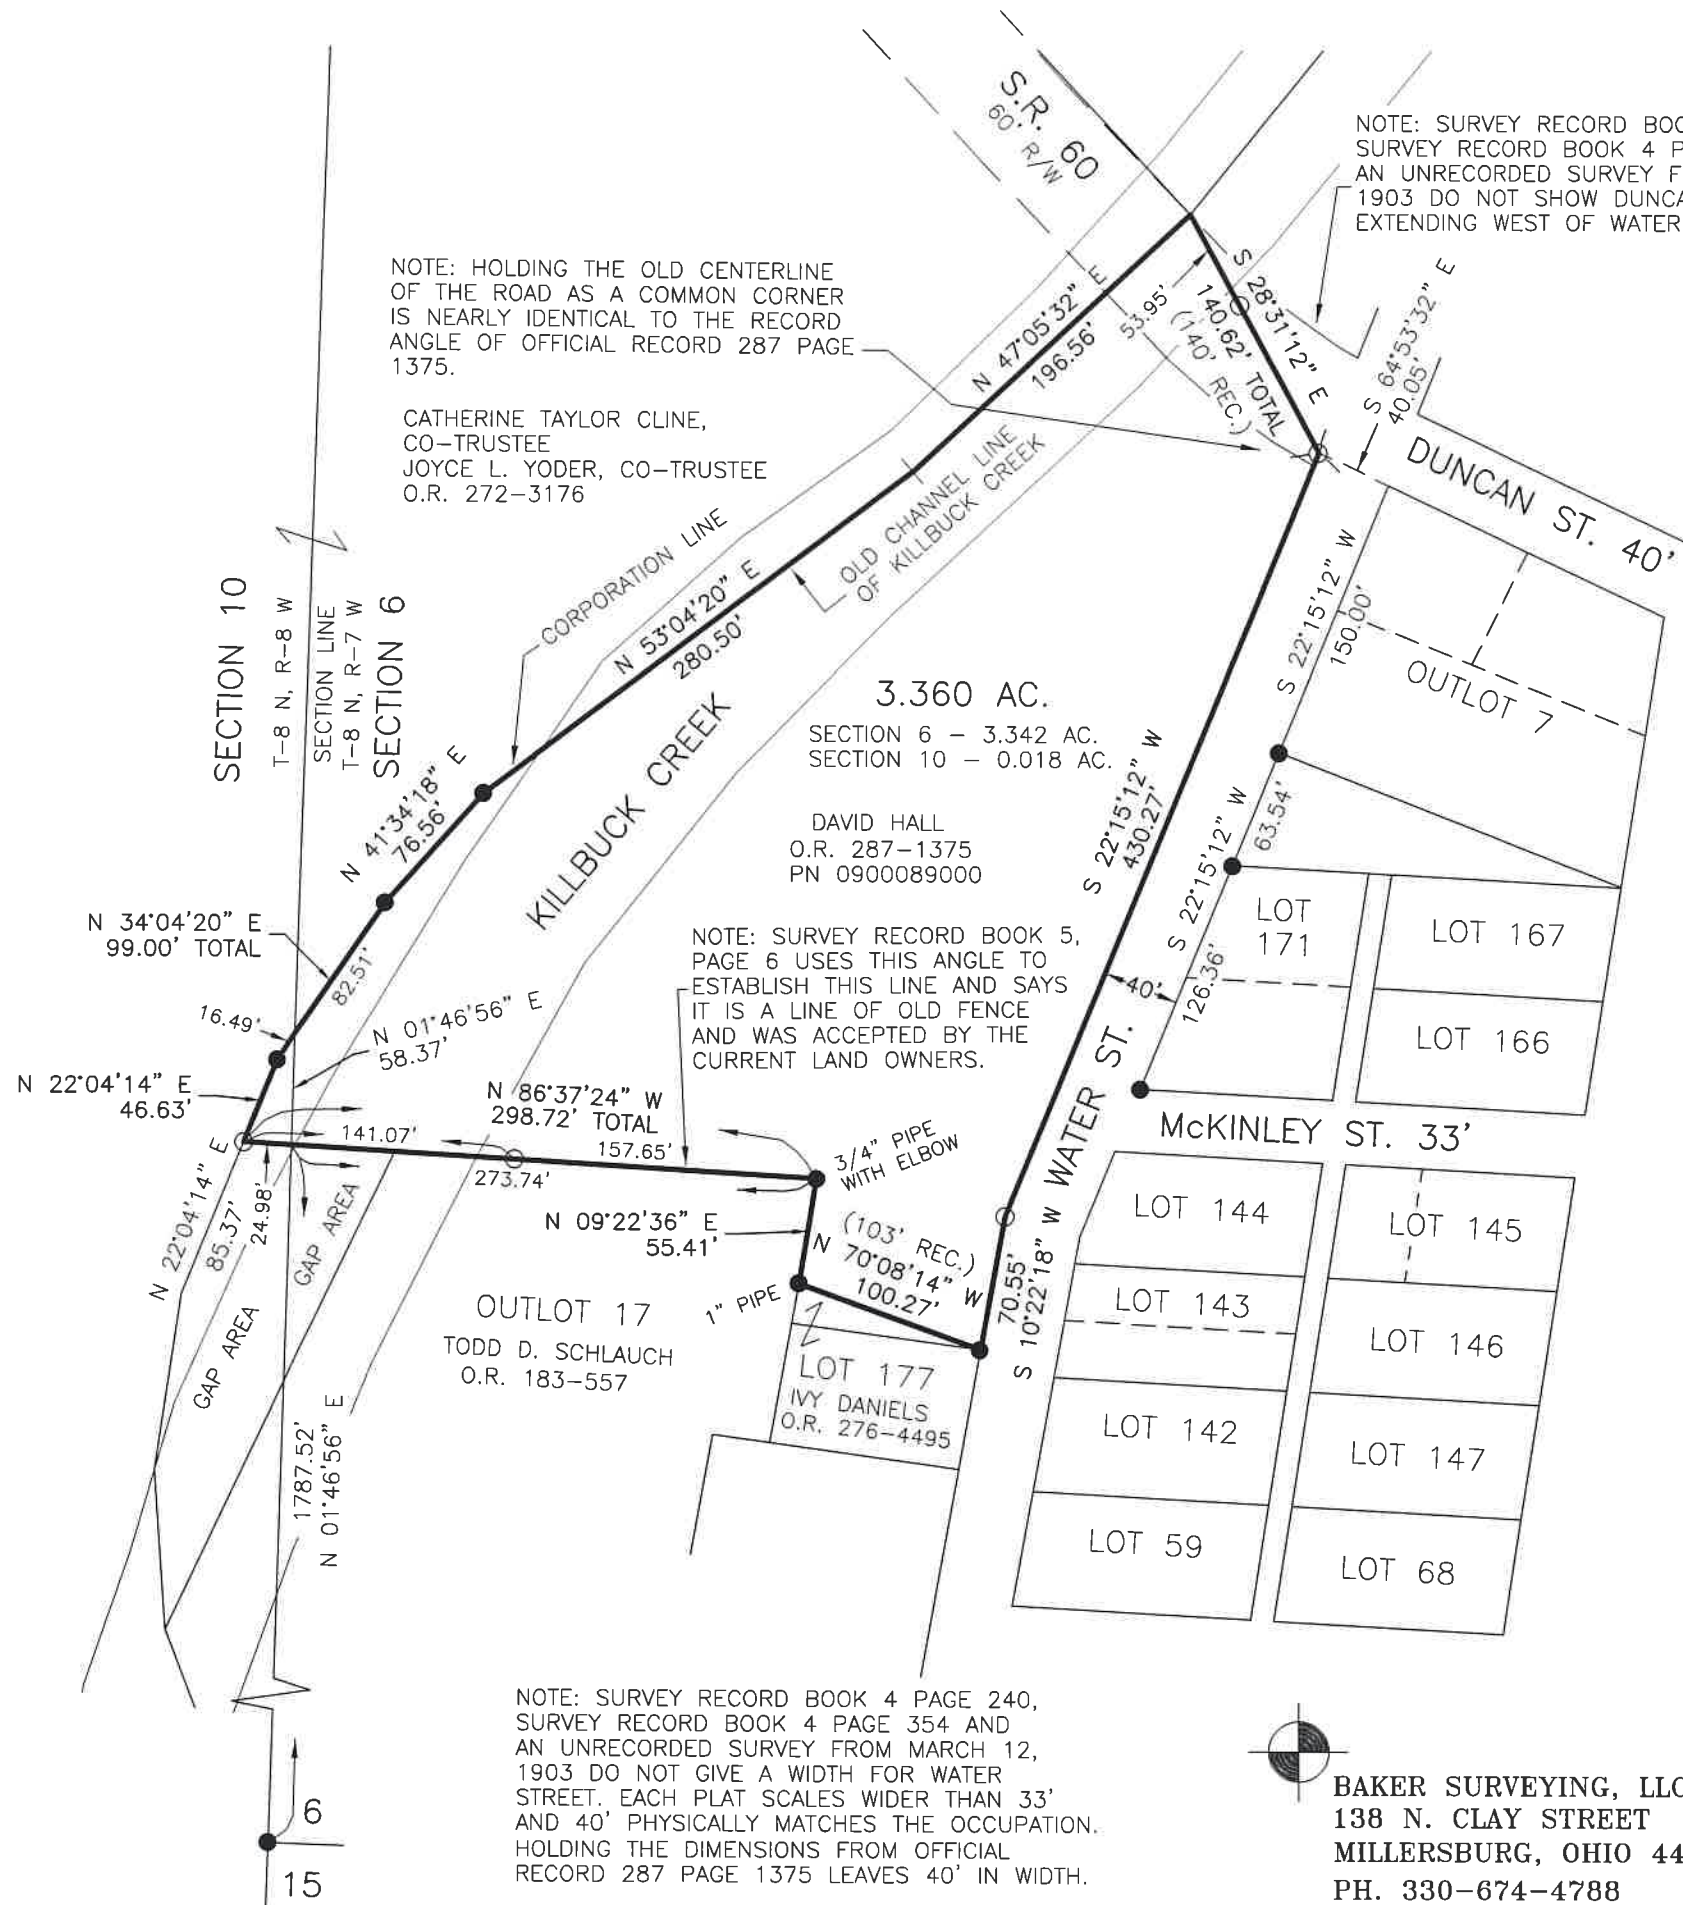 S.R. 60
60' R/W
NOTE: SURVEY RECORD
SURVEY RECORD BOOK 4
AN UNRECORDED SURVEY
1903 DO NOT SHOW
EXTENDING WEST OF WATER
NOTE: HOLDING THE OLD CENTERLINE
OF THE ROAD AS A COMMON CORNER
IS NEARLY IDENTICAL TO THE RECORD
ANGLE OF OFFICIAL RECORD 287 PAGE
1375.
CATHERINE TAYLOR CLINE,
CO-TRUSTEE
JOYCE L. YODER, CO-TRUSTEE
O.R. 272-3176
N 47°05'32" E
196.56'
53.95'
S 28°31'12" E
140.62' TOTAL
(140' REC.)
S 64°53'32" E
40.05'
DUNCAN ST. 40'
OLD CHANNEL LINE
OF KILLBUCK CREEK
CORPORATION LINE
N 53°04'20" E
280.50'
SECTION 10
T-8 N, R-8 W
SECTION LINE
T-8 N, R-7 W
SECTION 6
S 22°15'12" W
150.00'
OUTLOT 7
3.360 AC.
SECTION 6 - 3.342 AC.
SECTION 10 - 0.018 AC.
DAVID HALL
O.R. 287-1375
PN 0900089000
KILLBUCK CREEK
N 41°34'18" E
76.56'
S 22°15'12" W
430.27'
S 22°15'12" W
63.54'
126.36'
LOT
171
LOT 167
LOT 166
N 34°04'20" E
99.00' TOTAL
82.51'
16.49'
NOTE: SURVEY RECORD BOOK 5,
PAGE 6 USES THIS ANGLE TO
ESTABLISH THIS LINE AND SAYS
IT IS A LINE OF OLD FENCE
AND WAS ACCEPTED BY THE
CURRENT LAND OWNERS.
40'
N 01°46'56" E
58.37'
N 22°04'14" E
46.63'
N 86°37'24" W
298.72' TOTAL
141.07'
157.65'
273.74'
3/4" PIPE
WITH ELBOW
WATER ST.
McKINLEY ST. 33'
N 22°04'14" E
85.37'
24.98'
GAP AREA
GAP AREA
N 09°22'36" E
55.41'
(103' REC.)
N 70°08'14" W
100.27'
1" PIPE
70.55'
S 10°22'18" W
OUTLOT 17
TODD D. SCHLAUCH
O.R. 183-557
LOT 177
IVY DANIELS
O.R. 276-4495
LOT 144
LOT 145
LOT 143
LOT 146
LOT 142
LOT 147
LOT 59
LOT 68
1787.52'
N 01°46'56" E
NOTE: SURVEY RECORD BOOK 4 PAGE 240,
SURVEY RECORD BOOK 4 PAGE 354 AND
AN UNRECORDED SURVEY FROM MARCH 12,
1903 DO NOT GIVE A WIDTH FOR WATER
STREET. EACH PLAT SCALES WIDER THAN 33'
AND 40' PHYSICALLY MATCHES THE OCCUPATION.
HOLDING THE DIMENSIONS FROM OFFICIAL
RECORD 287 PAGE 1375 LEAVES 40' IN WIDTH.
6
15
BAKER SURVEYING, LLC
138 N. CLAY STREET
MILLERSBURG, OHIO 44
PH. 330-674-4788